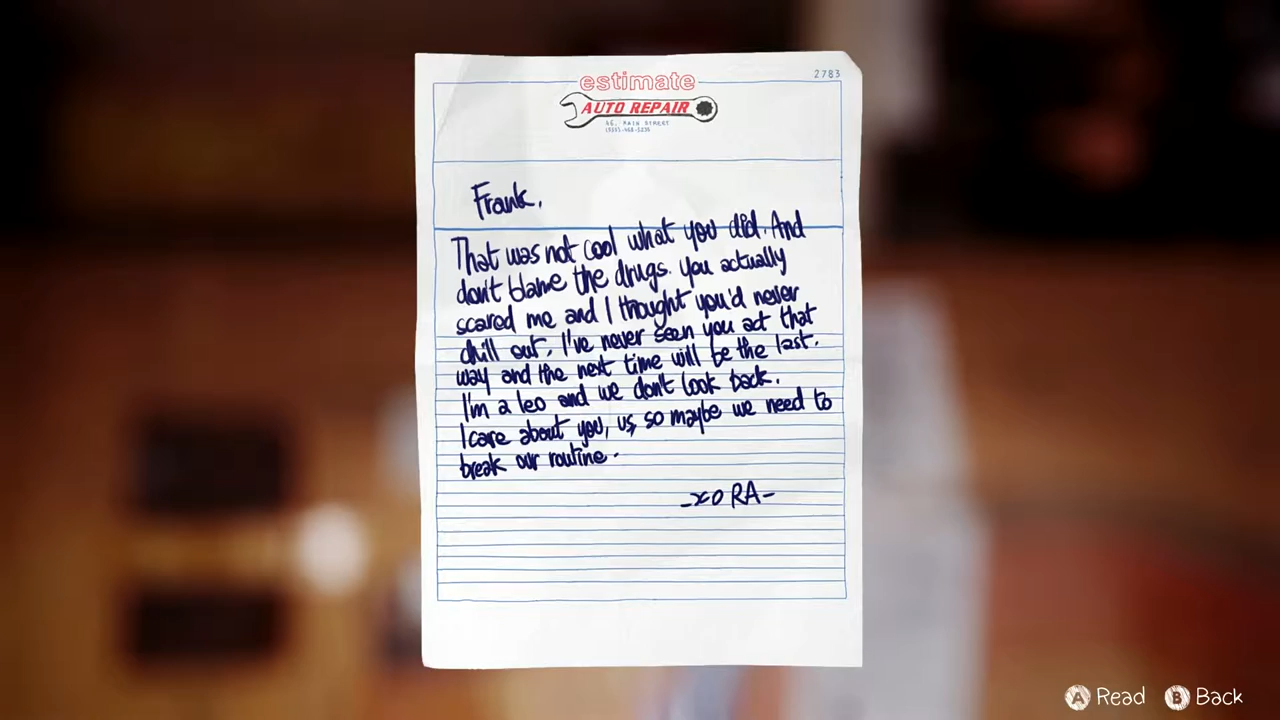 2783
estimate
AUTO REPAIR
Frank,
That was not cool what you did. And
don't blame the drugs. You actually
scared me and I thought you'd never
chill out. I've never seen you act that
way and the next time will be the last.
I'm a leo and we don't look back.
I care about you, us, so maybe we need to
break our routine.
-xo RA-
A Read B Back